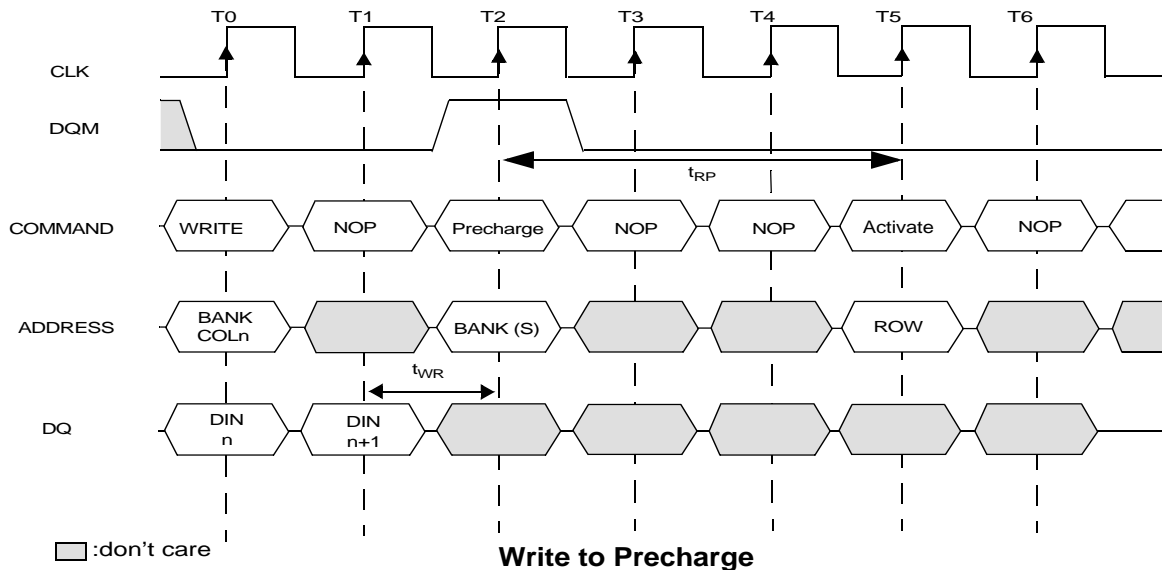 T0 T1 T2 T3 T4 T5 T6
CLK
DQM
tRP
COMMAND WRITE NOP Precharge NOP NOP Activate NOP
ADDRESS BANK COLn BANK (S) ROW
tWR
DQ DIN n DIN n+1
:don't care
Write to Precharge